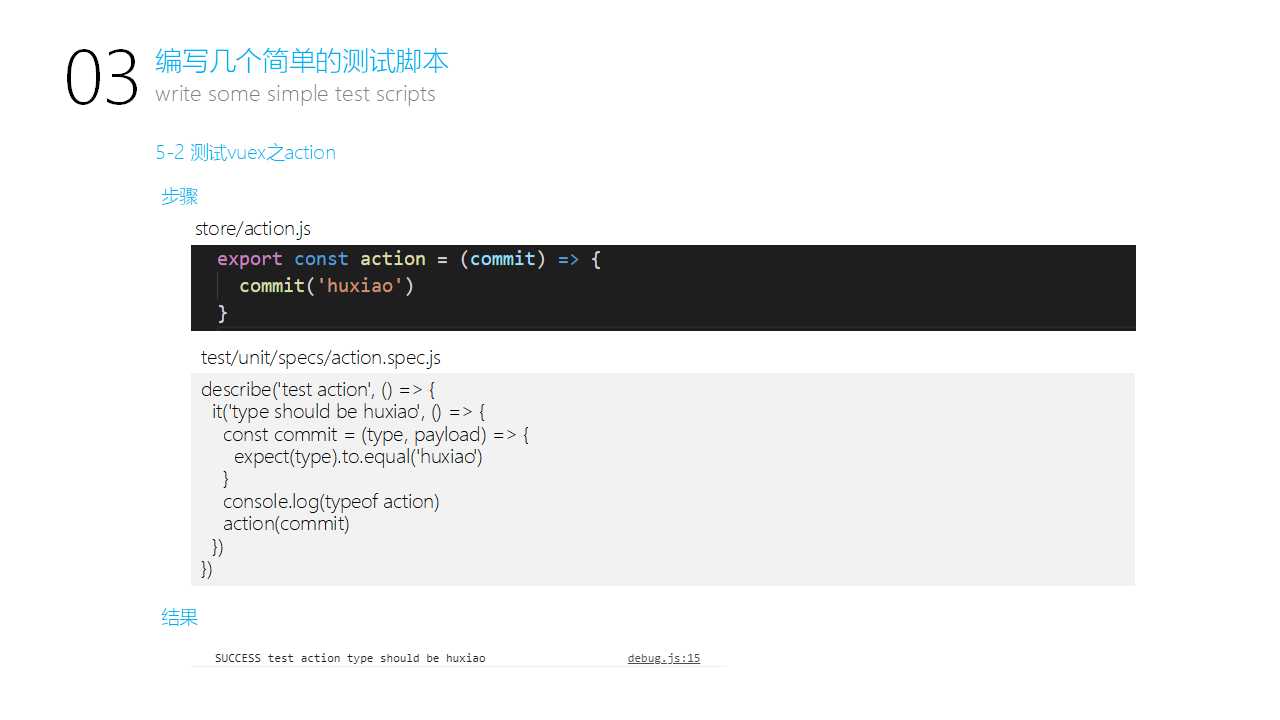 03
编写几个简单的测试脚本
write some simple test scripts
5-2 测试vuex之action
步骤
store/action.js
export const action = (commit) => {
commit('huxiao')
}
test/unit/specs/action.spec.js
describe('test action', () => {
it('type should be huxiao', () => {
const commit = (type, payload) => {
expect(type).to.equal('huxiao')
}
console.log(typeof action)
action(commit)
})
})
结果
SUCCESS test action type should be huxiao debug.js:15